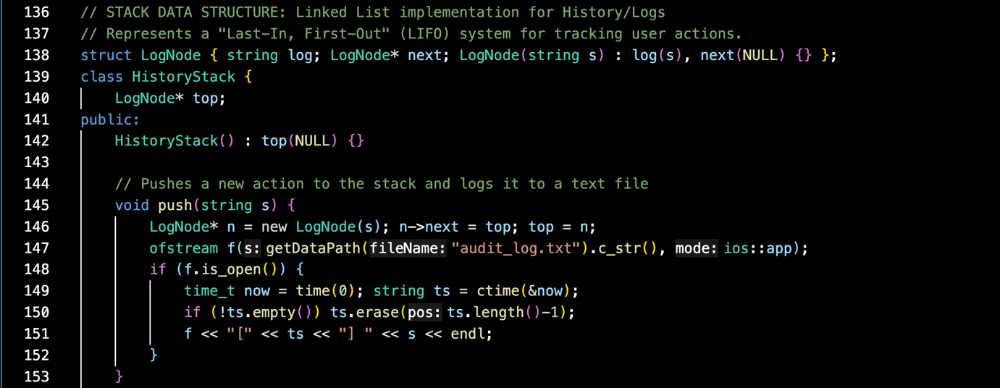 136 // STACK DATA STRUCTURE: Linked List implementation for History/Logs
137 // Represents a "Last-In, First-Out" (LIFO) system for tracking user actions.
138 struct LogNode { string log; LogNode* next; LogNode(string s) : log(s), next(NULL) {} };
139 class HistoryStack {
140 LogNode* top;
141 public:
142 HistoryStack() : top(NULL) {}
143
144 // Pushes a new action to the stack and logs it to a text file
145 void push(string s) {
146 LogNode* n = new LogNode(s); n->next = top; top = n;
147 ofstream f(s: getDataPath(fileName: "audit_log.txt").c_str(), mode: ios::app);
148 if (f.is_open()) {
149 time_t now = time(0); string ts = ctime(&now);
150 if (!ts.empty()) ts.erase(pos: ts.length()-1);
151 f << "[" << ts << "] " << s << endl;
152 }
153 }